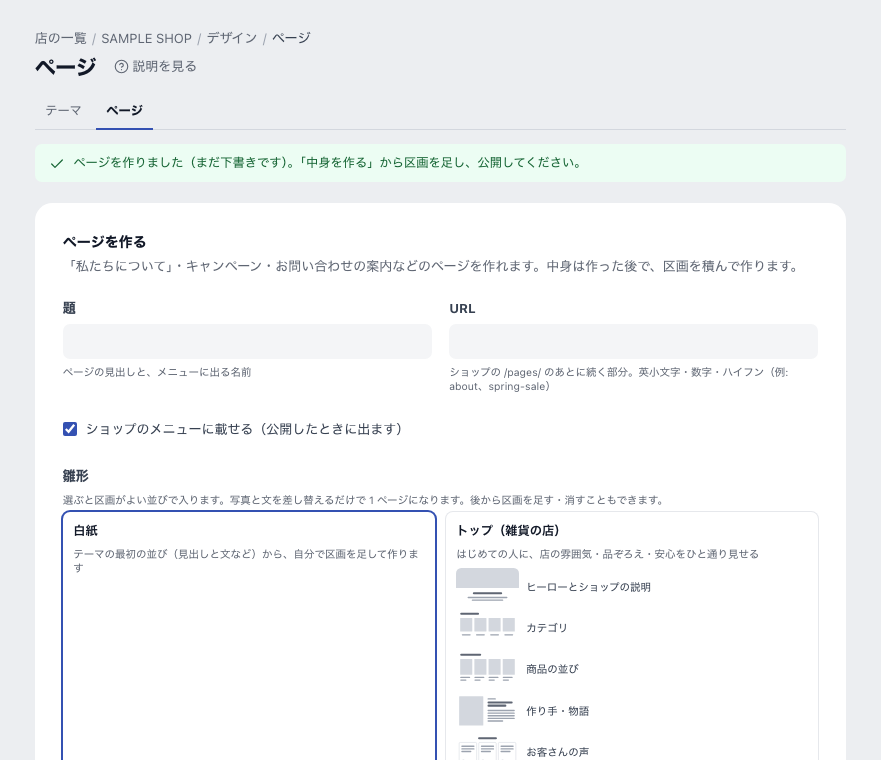 店の一覧 / SAMPLE SHOP / デザイン / ページ
ページ
説明を見る
テーマ
ページ
ページを作りました（まだ下書きです）。「中身を作る」から区画を足し、公開してください。
ページを作る
「私たちについて」・キャンペーン・お問い合わせの案内などのページを作れます。中身は作った後で、区画を積んで作ります。
題
ページの見出しと、メニューに出る名前
URL
ショップの /pages/ のあとに続く部分。英小文字・数字・ハイフン（例:
about、spring-sale）
ショップのメニューに載せる（公開したときに出ます）
雛形
選ぶと区画がよい並びで入ります。写真と文を差し替えるだけで 1 ページになります。後から区画を足す・消すこともできます。
白紙
テーマの最初の並び（見出しと文など）から、自分で区画を足して作りま
す
トップ（雑貨の店）
はじめての人に、店の雰囲気・品ぞろえ・安心をひと通り見せる
ヒーローとショップの説明
カテゴリ
商品の並び
作り手・物語
お客さんの声